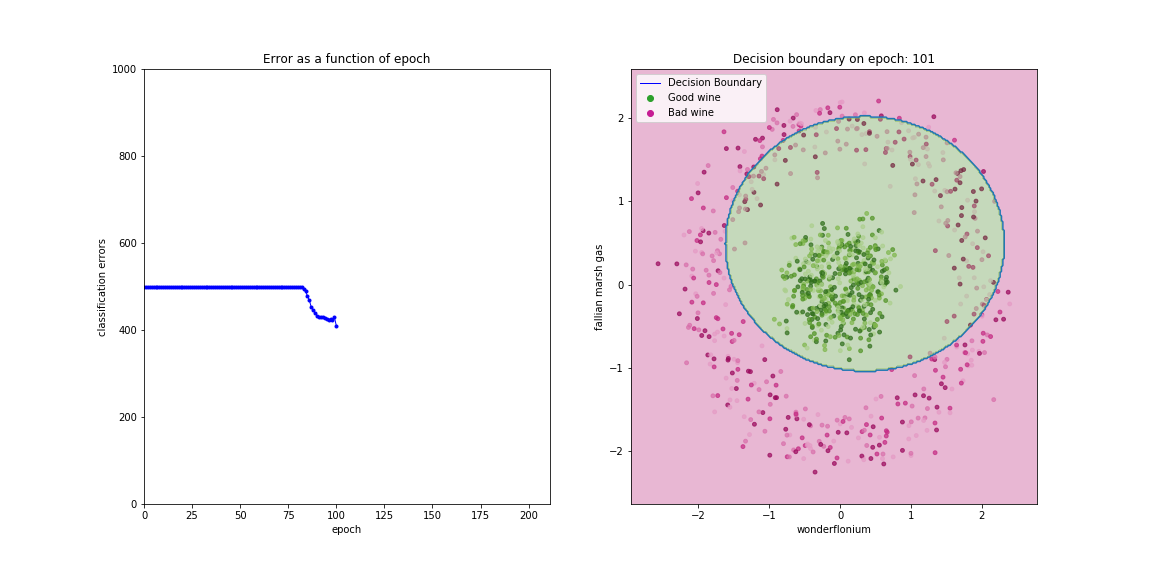 Error as a function of epoch
1000
800
600
400
200
0
classification errors
0 25 50 75 100 125 150 175 200
epoch
Decision boundary on epoch: 101
Decision Boundary
Good wine
Bad wine
2
1
0
−1
−2
fallian marsh gas
−2 −1 0 1 2
wonderflonium